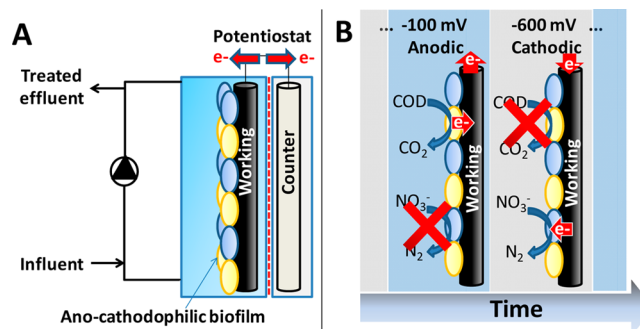 A
Potentiostat
e- e-
Treated
effluent
Working
Counter
Influent
Ano-cathodophilic biofilm
B
... -100 mV -600 mV ...
Anodic Cathodic
e- e-
COD COD
e-
CO2 CO2
Working Working
NO3- NO3-
e-
N2 N2
Time